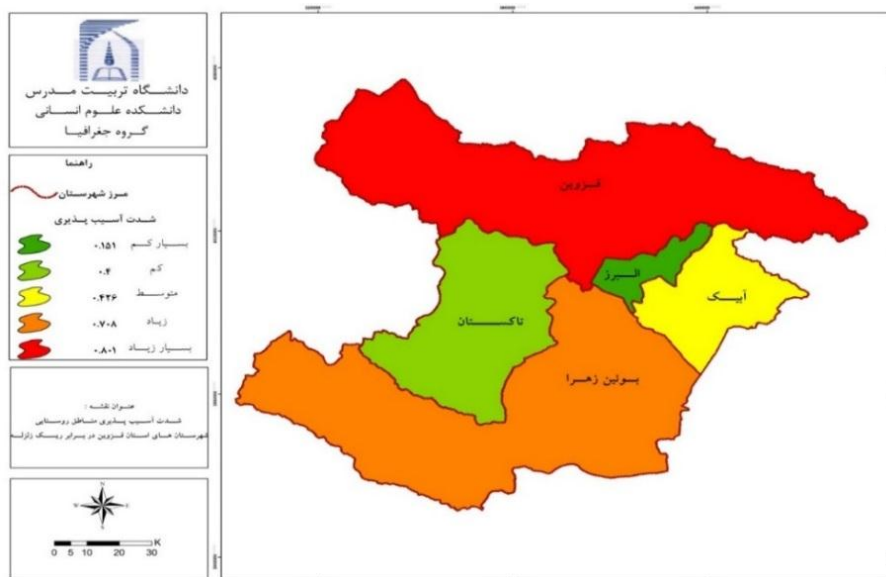 دانشگاه تربیت مدرس
دانشکده علوم انسانی
گروه جغرافیا
راهنما
مرز شهرستان
شدت آسیب پذیری
بسیار کم ۰.۱۵۱
کم ۰.۴
متوسط ۰.۴۲۶
زیاد ۰.۷۰۸
بسیار زیاد ۰.۸۰۱
عنوان نقشه :
شدت آسیب پذیری مناطق روستایی
شهرستان های استان قزوین در برابر ریسک زلزله
N
W E
S
K
0 5 10 20 30
قزوین
البرز
آبیک
تاکستان
بوئین زهرا